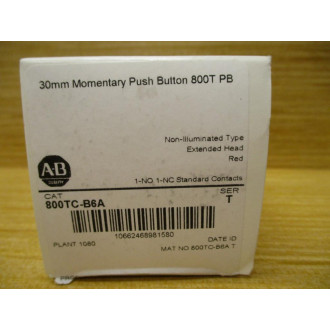 30mm Momentary Push Button 800T PB
Non-Illuminated Type
Extended Head
Red
1-NO 1-NC Standard Contacts
AB
CAT
800TC-B6A
SER
T
10662468981580
PLANT 1080
DATE ID
MAT NO 800TC-B6A T